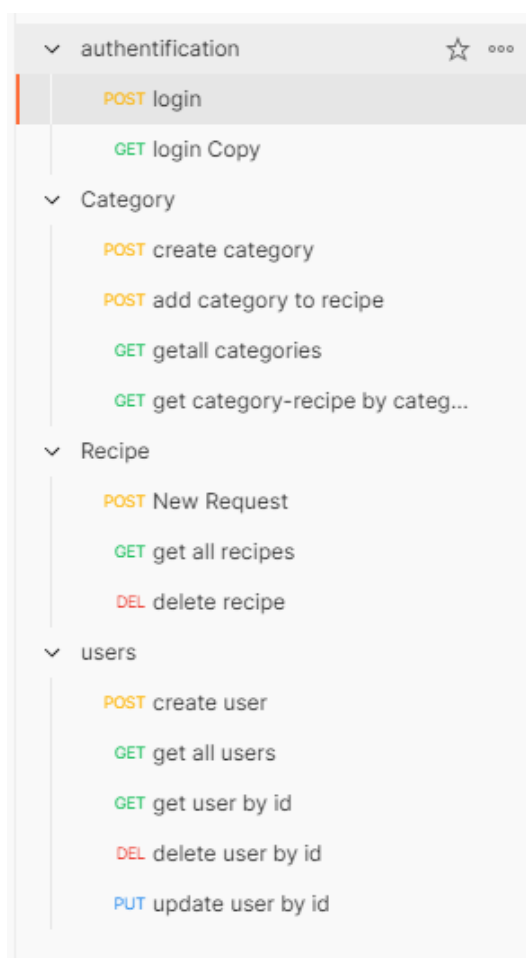 authentification
POST login
GET login Copy
Category
POST create category
POST add category to recipe
GET getall categories
GET get category-recipe by categ...
Recipe
POST New Request
GET get all recipes
DEL delete recipe
users
POST create user
GET get all users
GET get user by id
DEL delete user by id
PUT update user by id